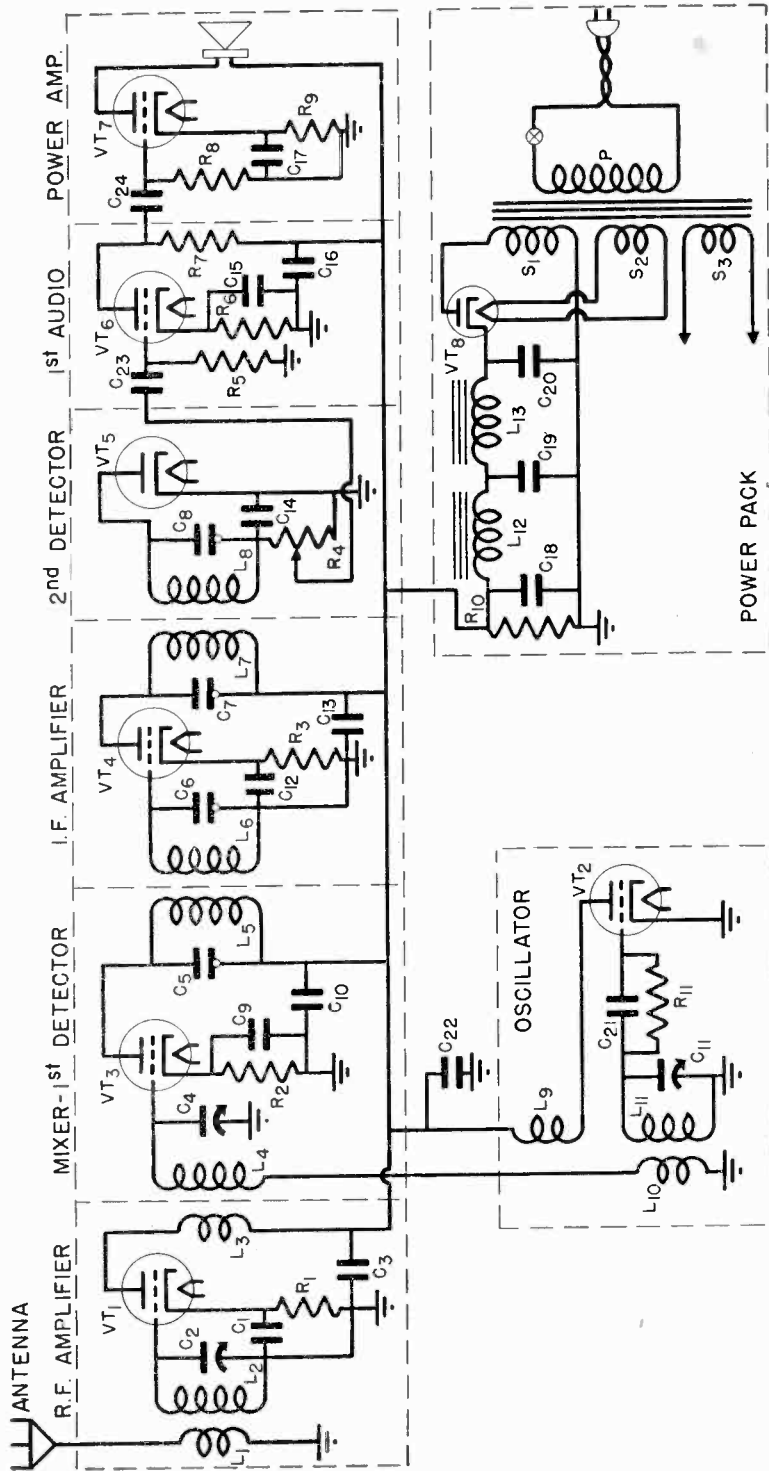 ANTENNA
R.F. AMPLIFIER
MIXER-1st DETECTOR
I.F. AMPLIFIER
2nd DETECTOR
1st AUDIO
POWER AMP.
VT1
C2
L1
L2
C1
R1
L3
C3
VT3
C4
L4
C9
R2
C5
L5
C10
VT4
C6
L6
C12
R3
C7
L7
C13
VT5
C8
L8
C14
R4
C23
VT6
R5
R6
C15
R7
C16
C24
VT7
R8
C17
R9
C22
OSCILLATOR
L9
L10
L11
C11
C21
R11
VT2
POWER PACK
R10
C18
L12
C19
L13
C20
VT8
S1
S2
S3
P